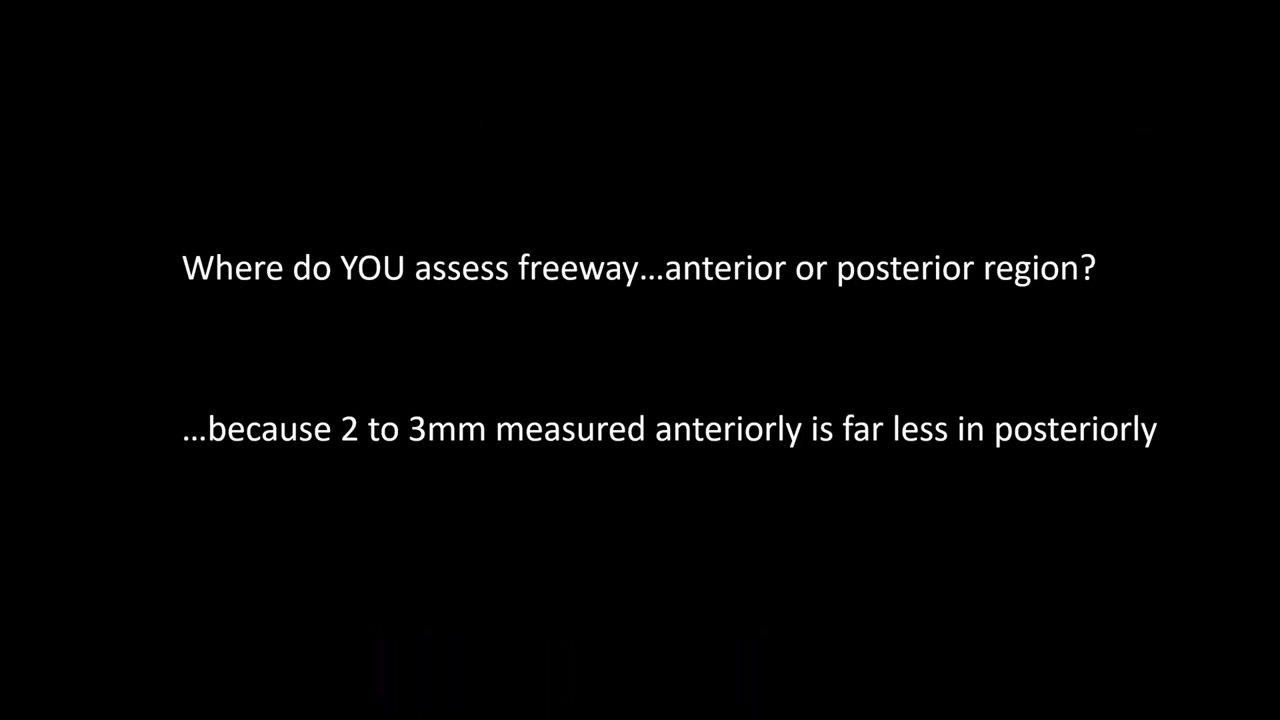 Where do YOU assess freeway...anterior or posterior region?
...because 2 to 3mm measured anteriorly is far less in posteriorly